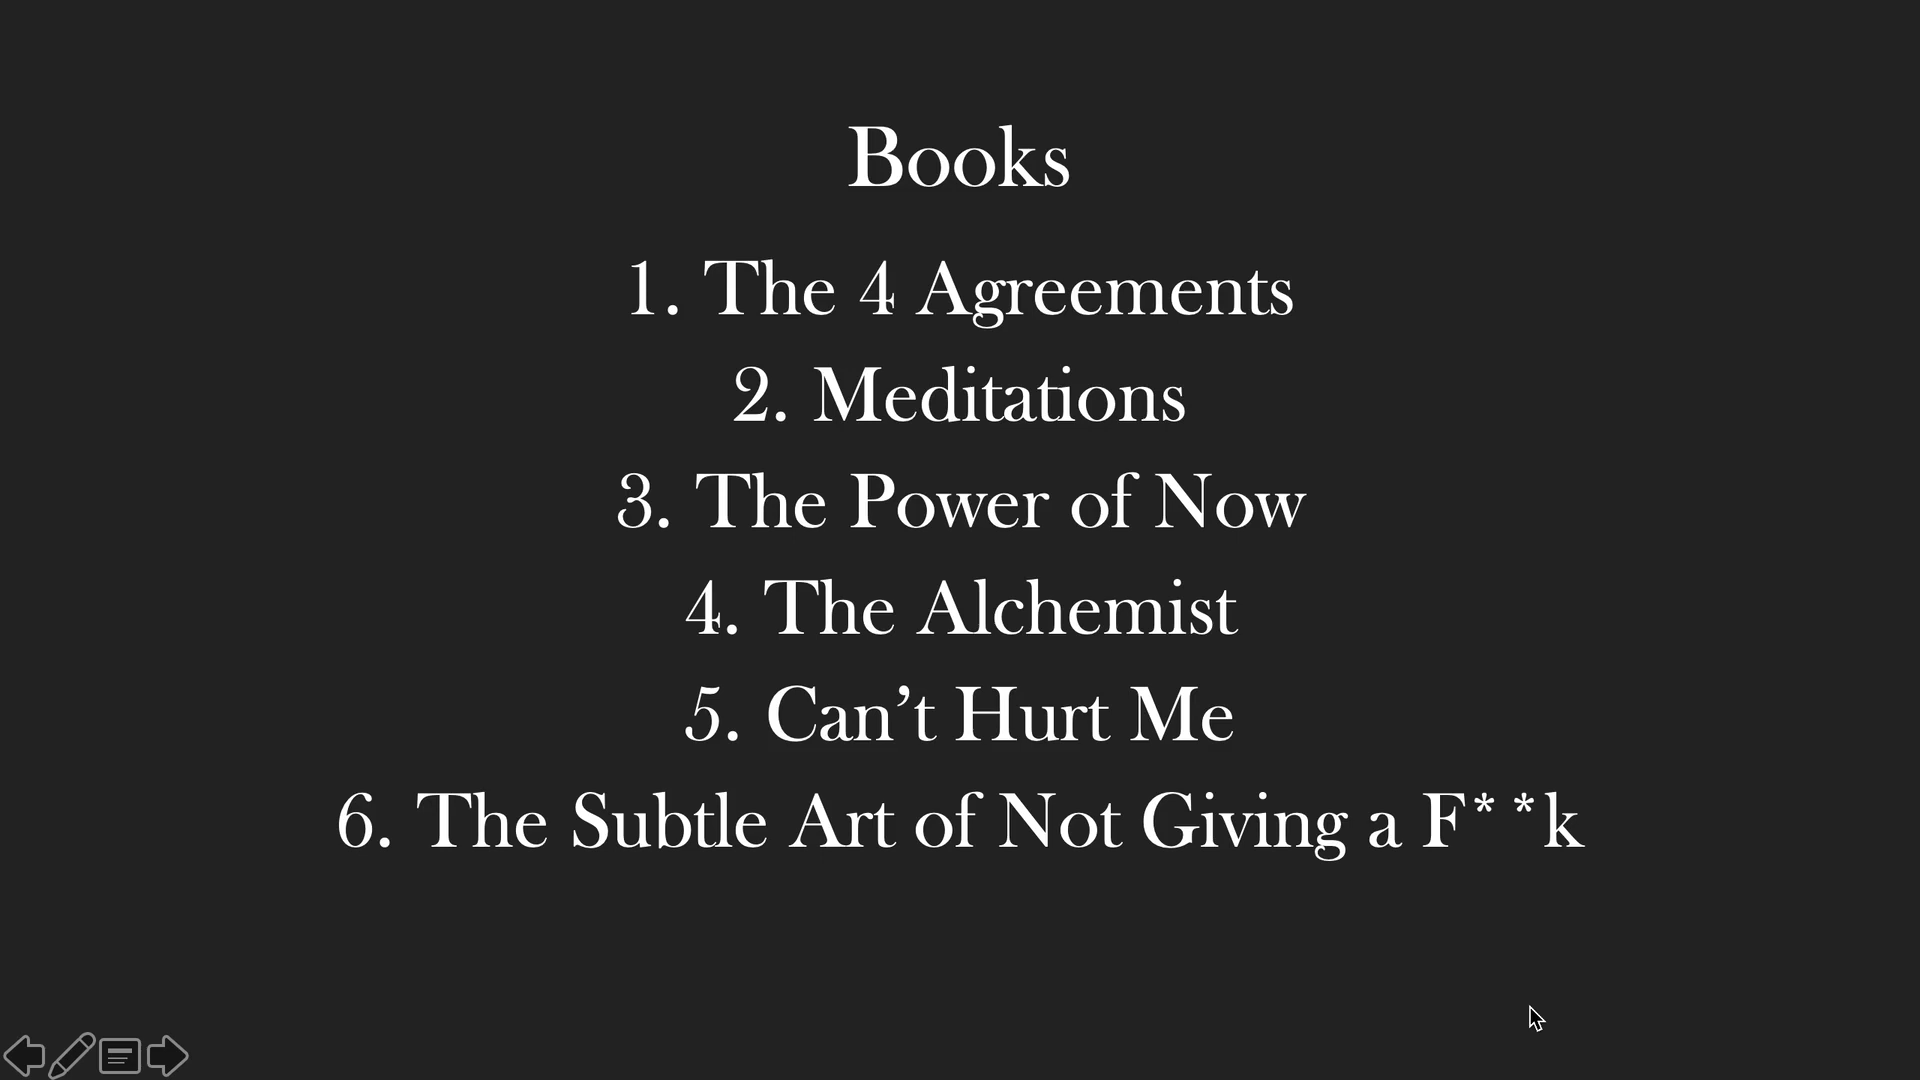 Books
1. The 4 Agreements
2. Meditations
3. The Power of Now
4. The Alchemist
5. Can’t Hurt Me
6. The Subtle Art of Not Giving a F**k